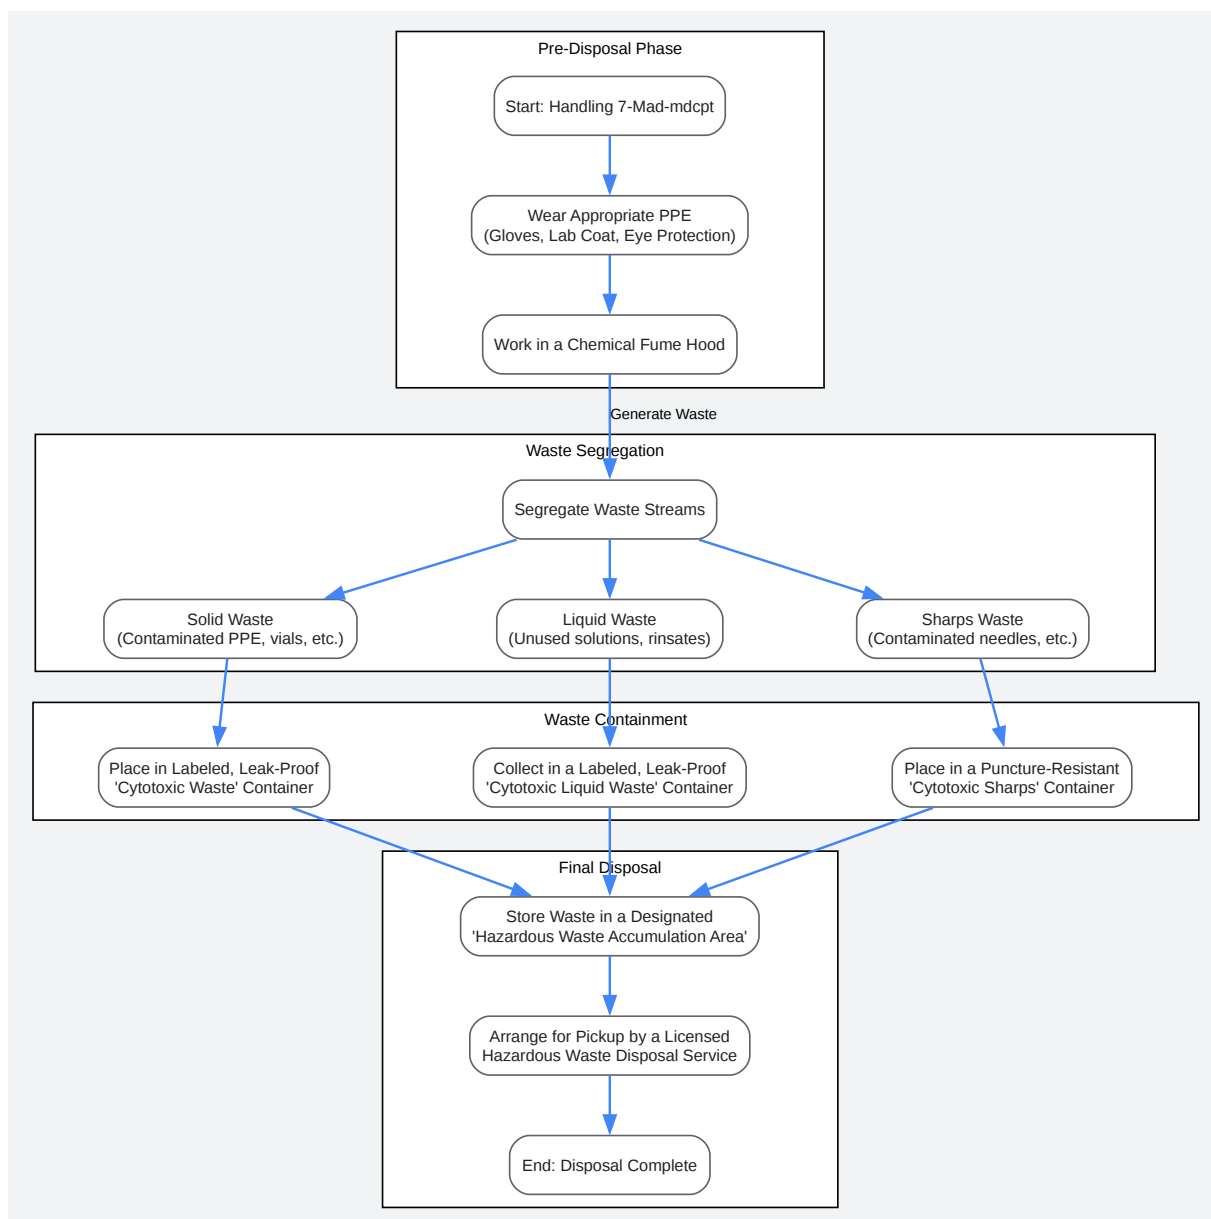 Pre-Disposal Phase
Start: Handling 7-Mad-mdcpt
Wear Appropriate PPE
(Gloves, Lab Coat, Eye Protection)
Work in a Chemical Fume Hood
Generate Waste
Waste Segregation
Segregate Waste Streams
Solid Waste
(Contaminated PPE, vials, etc.)
Liquid Waste
(Unused solutions, rinsates)
Sharps Waste
(Contaminated needles, etc.)
Waste Containment
Place in Labeled, Leak-Proof
'Cytotoxic Waste' Container
Collect in a Labeled, Leak-Proof
'Cytotoxic Liquid Waste' Container
Place in a Puncture-Resistant
'Cytotoxic Sharps' Container
Final Disposal
Store Waste in a Designated
'Hazardous Waste Accumulation Area'
Arrange for Pickup by a Licensed
Hazardous Waste Disposal Service
End: Disposal Complete